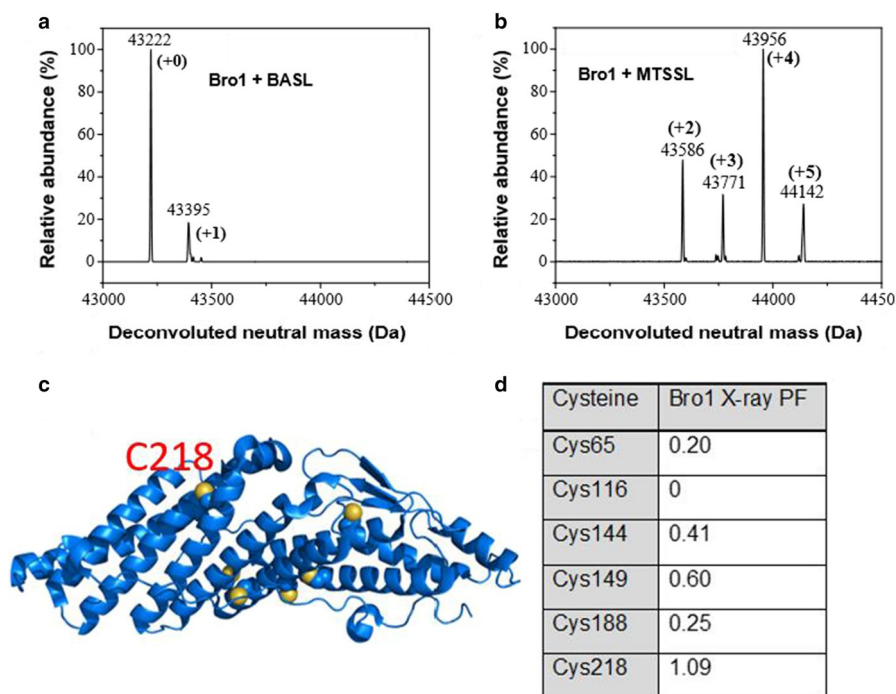 a
43222
(+0)
Bro1 + BASL
43395
(+1)
Relative abundance (%)
100
80
60
40
20
0
43000 43500 44000 44500
Deconvoluted neutral mass (Da)
b
43956
(+4)
Bro1 + MTSSL
(+2)
43586
(+3)
43771
(+5)
44142
Relative abundance (%)
100
80
60
40
20
0
43000 43500 44000 4450
Deconvoluted neutral mass (Da)
c
C218
d
Cysteine Bro1 X-ray PF
Cys65 0.20
Cys116 0
Cys144 0.41
Cys149 0.60
Cys188 0.25
Cys218 1.09